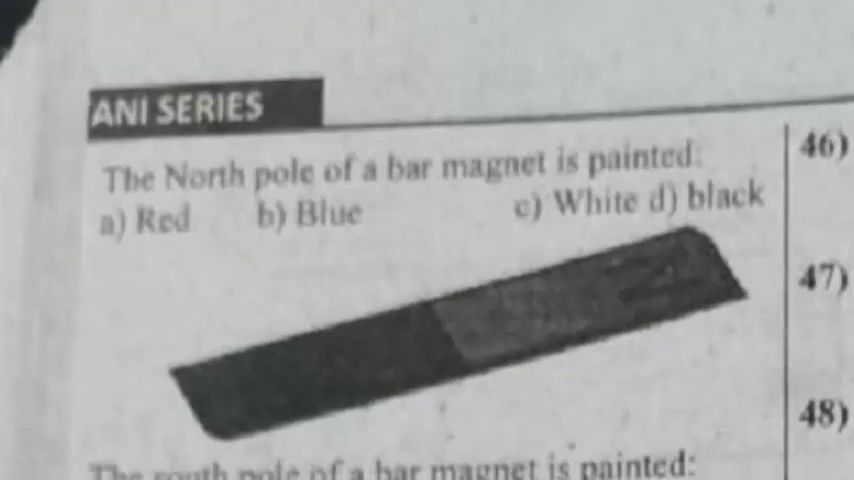 ANI SERIES
The North pole of a bar magnet is painted:
a) Red b) Blue c) White d) black
46)
47)
48)
The south pole of a bar magnet is painted: